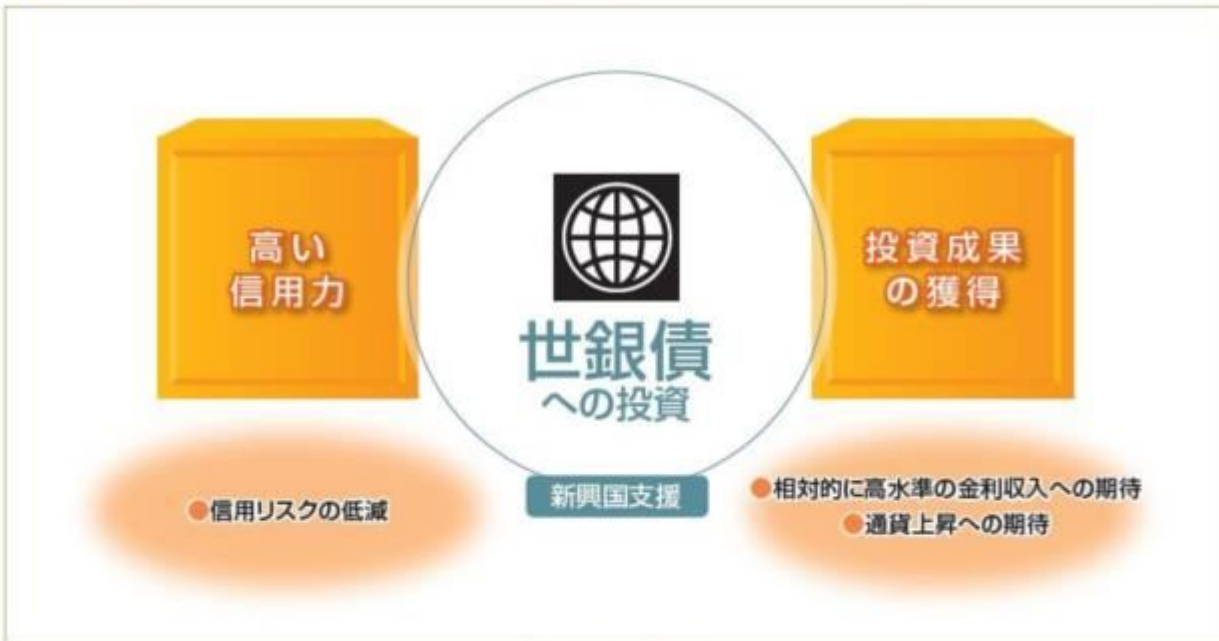 高い
信用力
世銀債
への投資
新興国支援
投資成果
の獲得
●信用リスクの低減
●相対的に高水準の金利収入への期待
●通貨上昇への期待